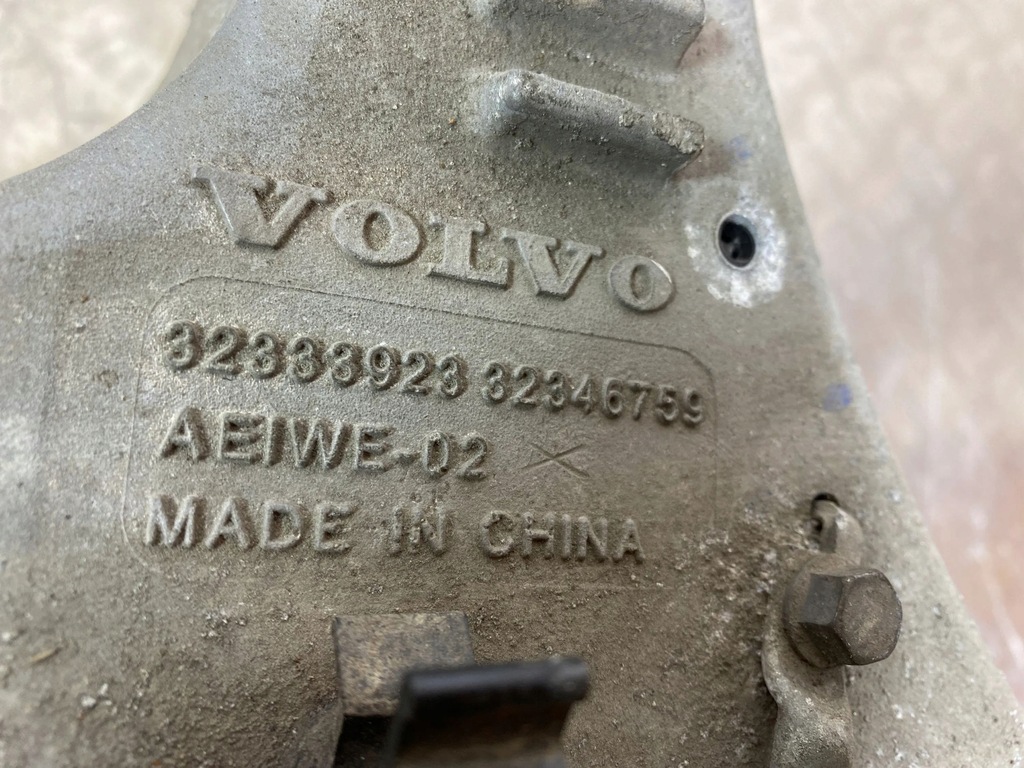 VOLVO
32333923 32346759
AEIWE-02 X
MADE IN CHINA